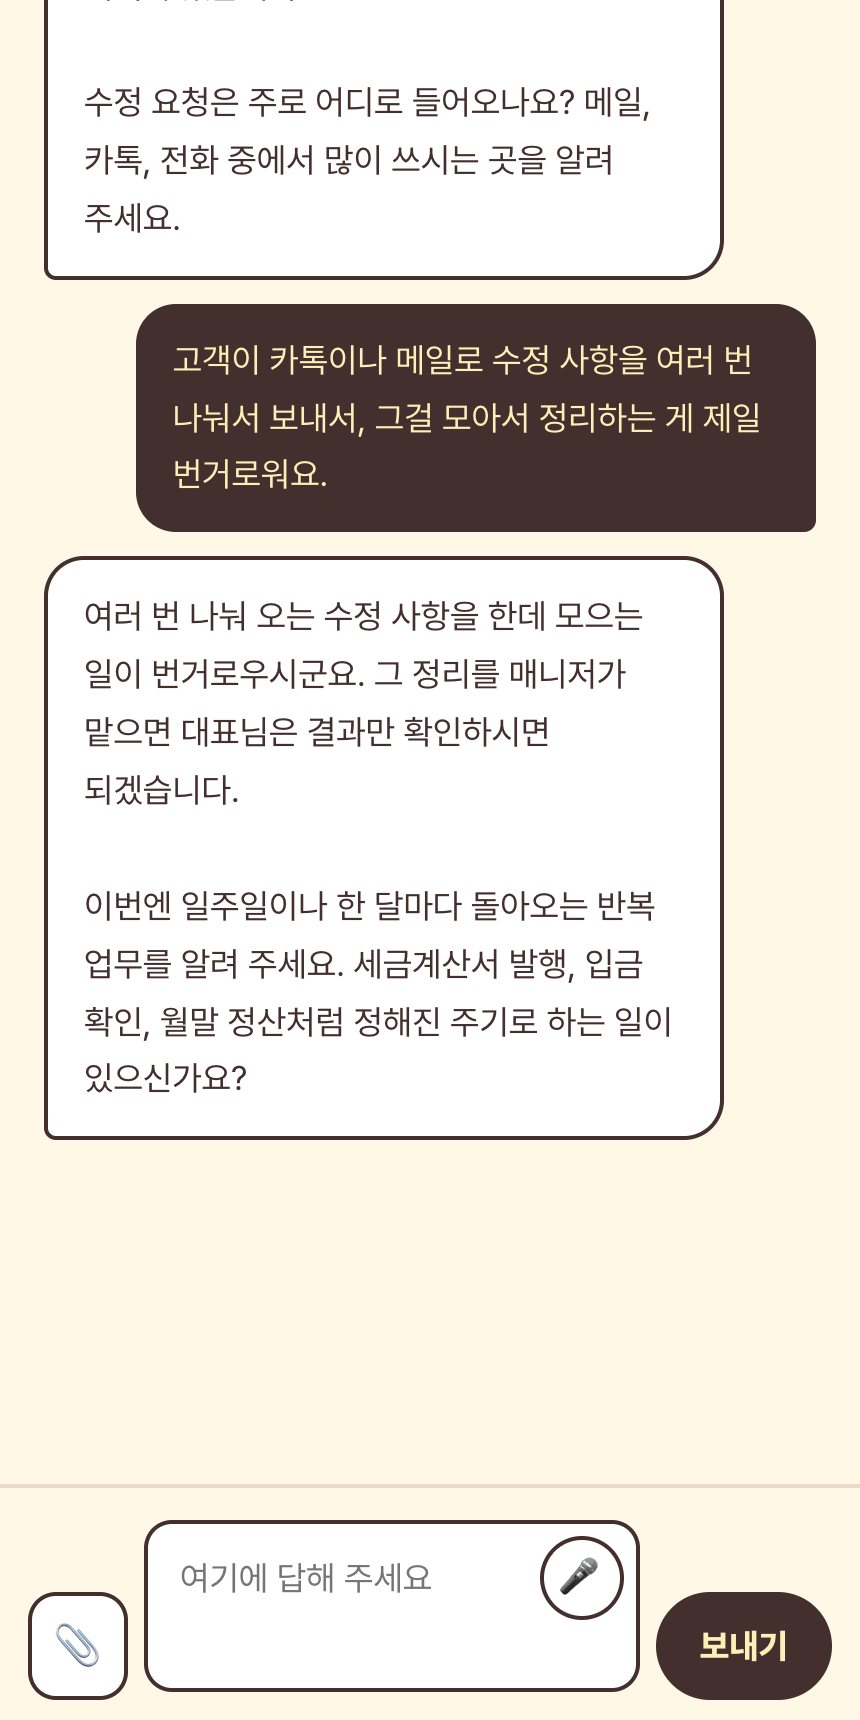 수정 요청은 주로 어디로 들어오나요? 메일,
카톡, 전화 중에서 많이 쓰시는 곳을 알려
주세요.
고객이 카톡이나 메일로 수정 사항을 여러 번
나눠서 보내서, 그걸 모아서 정리하는 게 제일
번거로워요.
여러 번 나눠 오는 수정 사항을 한데 모으는
일이 번거로우시군요. 그 정리를 매니저가
맡으면 대표님은 결과만 확인하시면
되겠습니다.
이번엔 일주일이나 한 달마다 돌아오는 반복
업무를 알려 주세요. 세금계산서 발행, 입금
확인, 월말 정산처럼 정해진 주기로 하는 일이
있으신가요?
여기에 답해 주세요
보내기